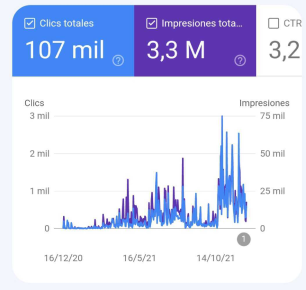 Clics totales
107 mil
Impresiones tota...
3,3 M
CTR
3,2
Clics
Impresiones
3 mil
75 mil
2 mil
50 mil
1 mil
25 mil
0
0
1
16/12/20
16/5/21
14/10/21